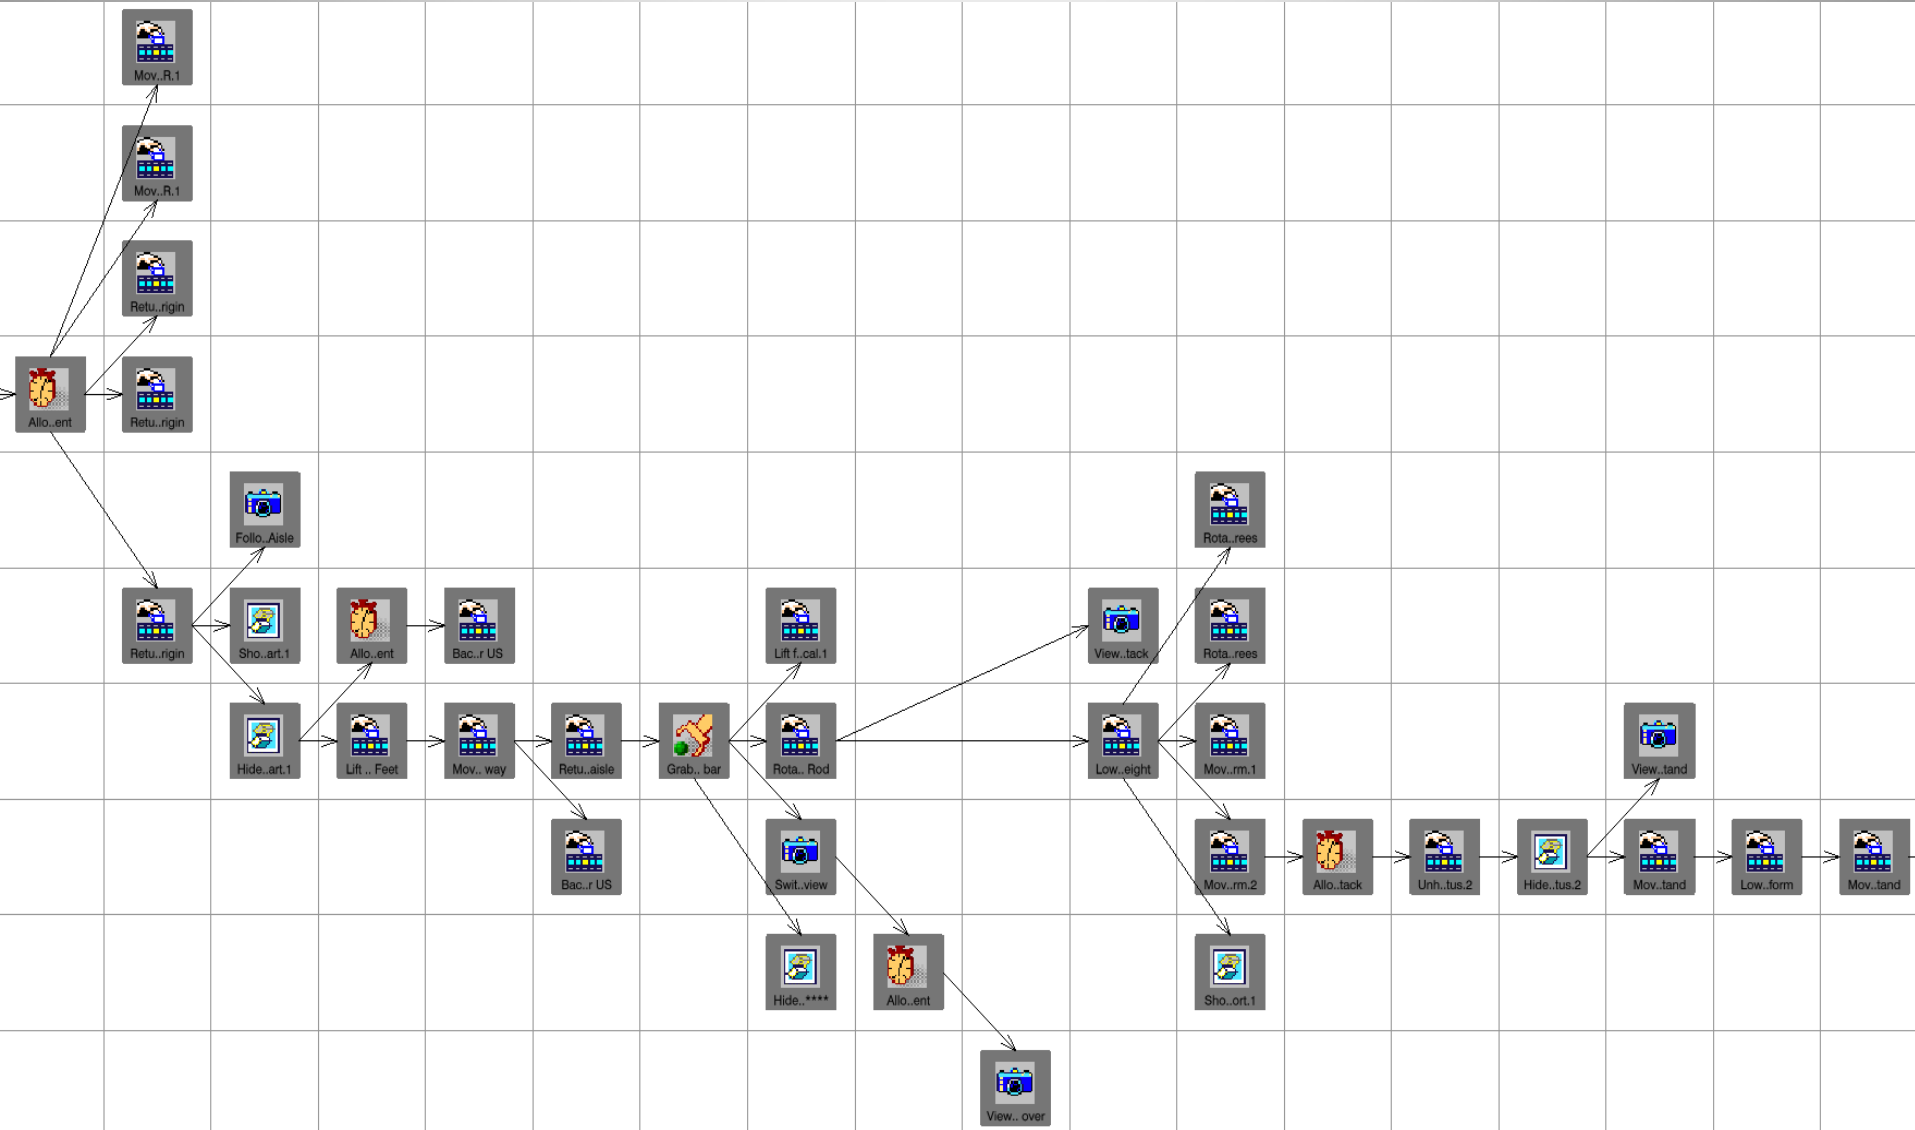 Mov..R.1
Mov..R.1
Retu..rigin
Allo..ent
Retu..rigin
Follo..Aisle
Rota..rees
Retu..rigin
Sho..art.1
Allo..ent
Bac..r US
Lift f..cal.1
View..tack
Rota..rees
Hide..art.1
Lift .. Feet
Mov.. way
Retu..aisle
Grab.. bar
Rota.. Rod
Low..eight
Mov..rm.1
View..tand
Bac..r US
Swit..view
Mov..rm.2
Allo..tack
Unh..tus.2
Hide..tus.2
Mov..tand
Low..form
Mov..tand
Hide..****
Allo..ent
Sho..ort.1
View.. over